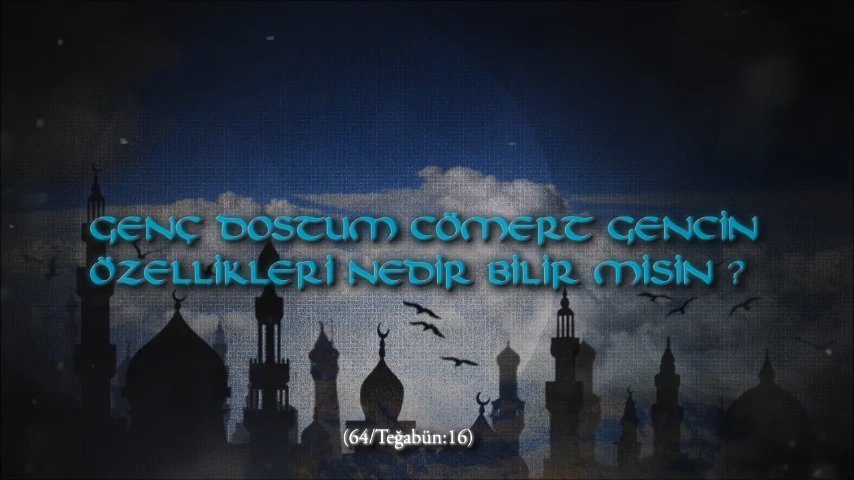 GENÇ DOSTUM CÖMERT GENCİN
ÖZELLİKLERİ NEDİR BİLİR MİSİN ?
(64/Teğabün:16)